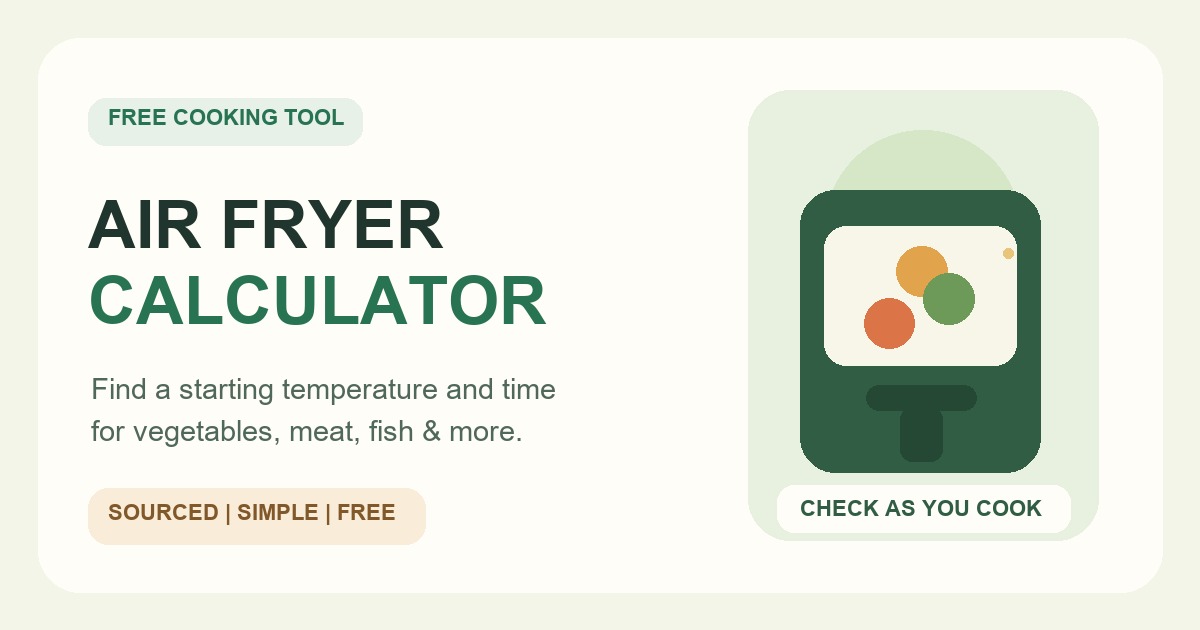 FREE COOKING TOOL
AIR FRYER
CALCULATOR
Find a starting temperature and time
for vegetables, meat, fish & more.
SOURCED | SIMPLE | FREE
CHECK AS YOU COOK